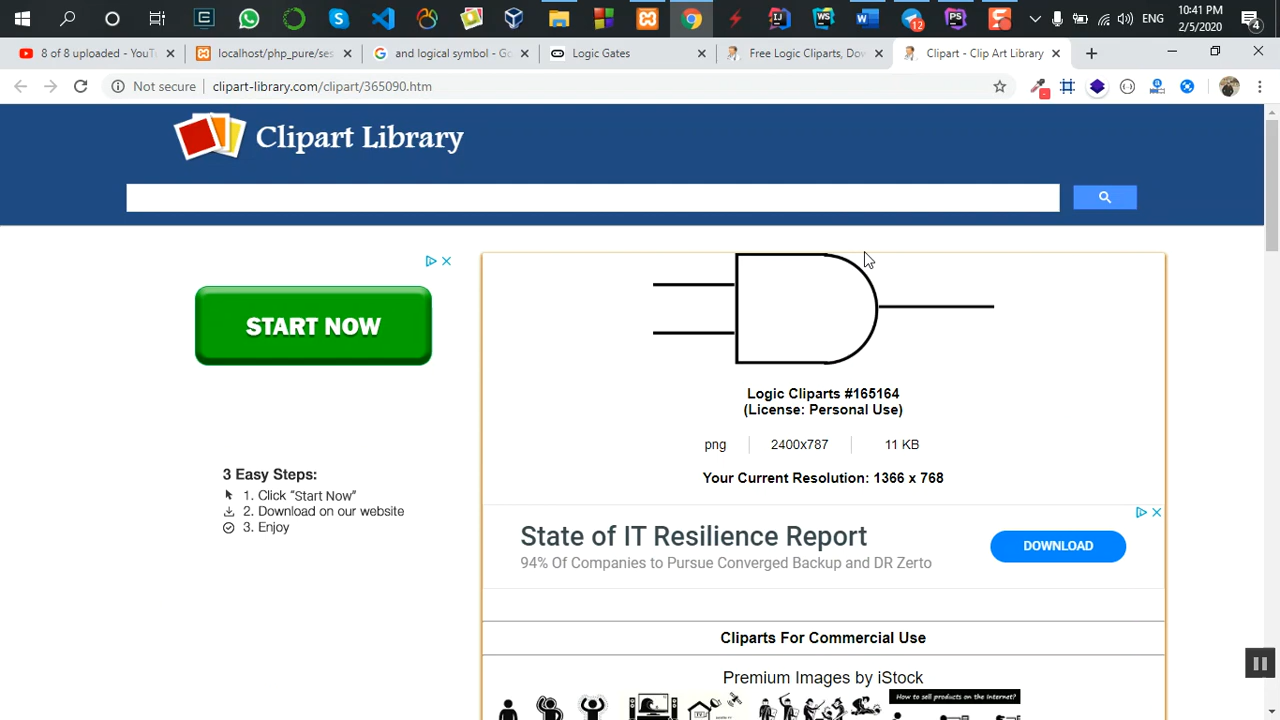 10:41 PM
ENG
2/5/2020
12
4
8 of 8 uploaded - YouT
localhost/php_pure/ses
and logical symbol - Go
Logic Gates
Free Logic Cliparts, Dow
Clipart - Clip Art Library
Not secure
clipart-library.com/clipart/365090.htm
Clipart Library
START NOW
3 Easy Steps:
1. Click “Start Now”
2. Download on our website
3. Enjoy
Logic Cliparts #165164
(License: Personal Use)
png
2400x787
11 KB
Your Current Resolution: 1366 x 768
State of IT Resilience Report
94% Of Companies to Pursue Converged Backup and DR Zerto
DOWNLOAD
Cliparts For Commercial Use
Premium Images by iStock
How to sell products on the Internet?